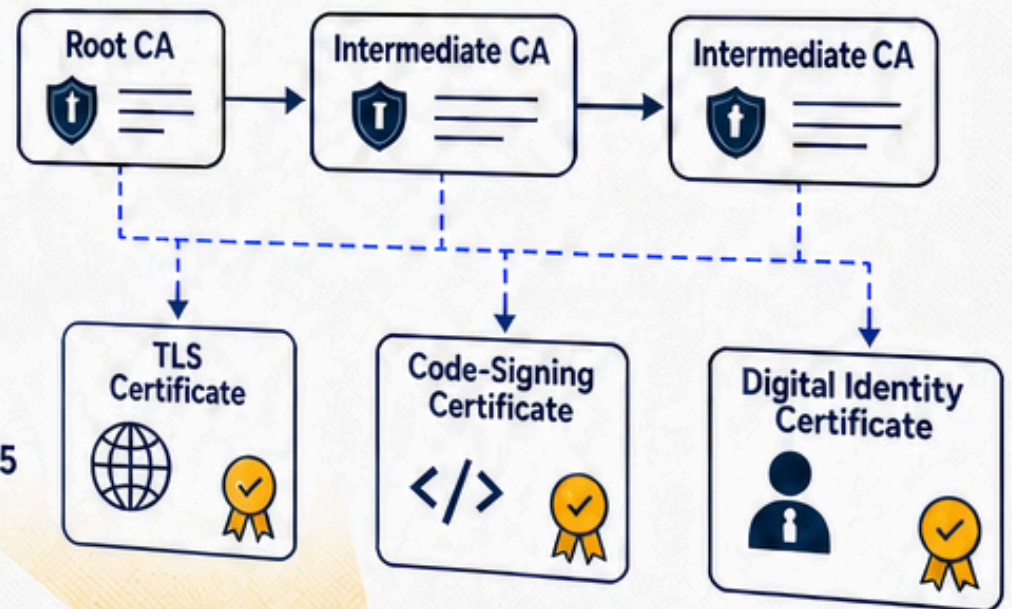 Root CA
Intermediate CA
Intermediate CA
TLS
Certificate
Code-Signing
Certificate
Digital Identity
Certificate
5